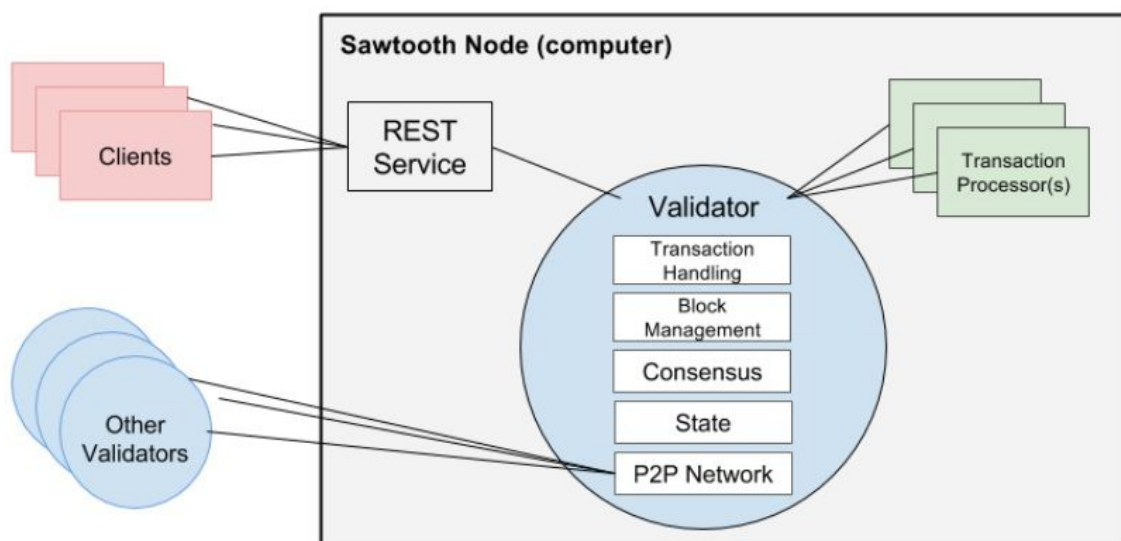 Sawtooth Node (computer)
Clients
REST
Service
Transaction
Processor(s)
Validator
Transaction
Handling
Block
Management
Consensus
State
P2P Network
Other
Validators